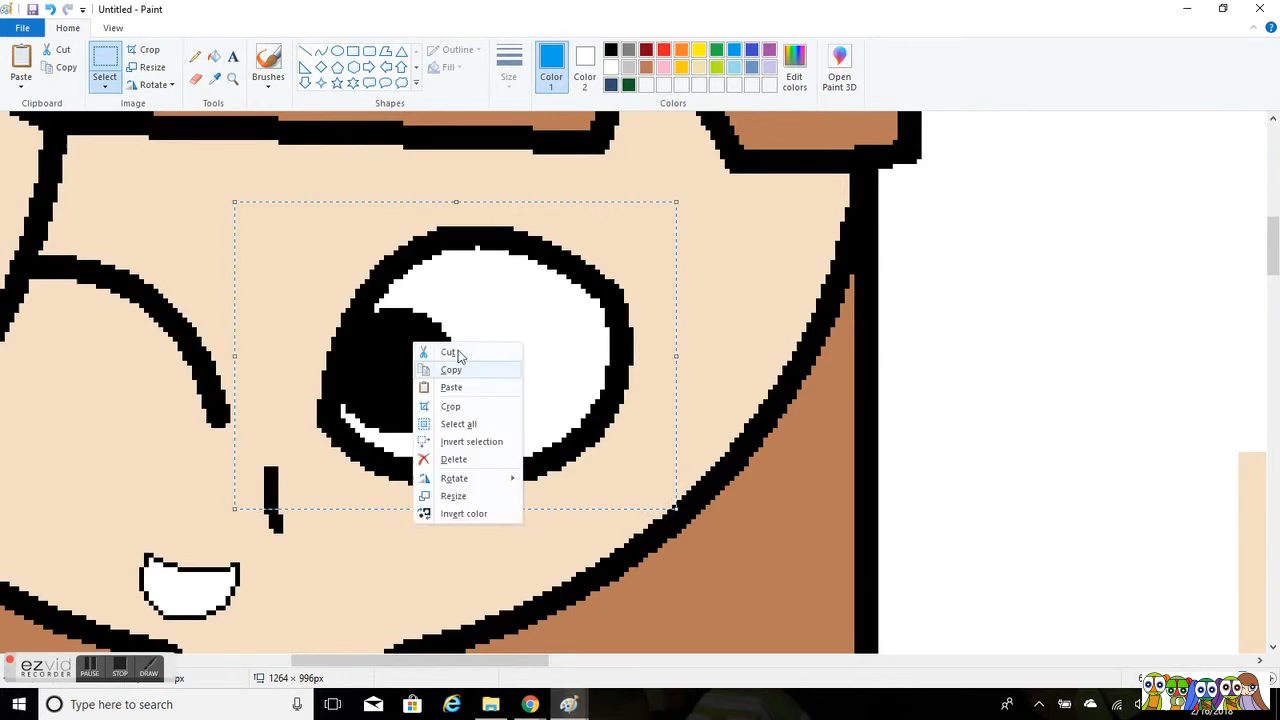 Untitled - Paint
File Home View
Paste
Cut
Copy
Clipboard
Select
Crop
Resize
Rotate
Image
A
Tools
Brushes
Outline
Fill
Shapes
Size
Color 1
Color 2
Edit colors
Colors
Open Paint 3D
Cut
Copy
Paste
Crop
Select all
Invert selection
Delete
Rotate
Resize
Invert color
ezvid
RECORDER
PAUSE
STOP
DRAW
px
1264 × 996px
Type here to search